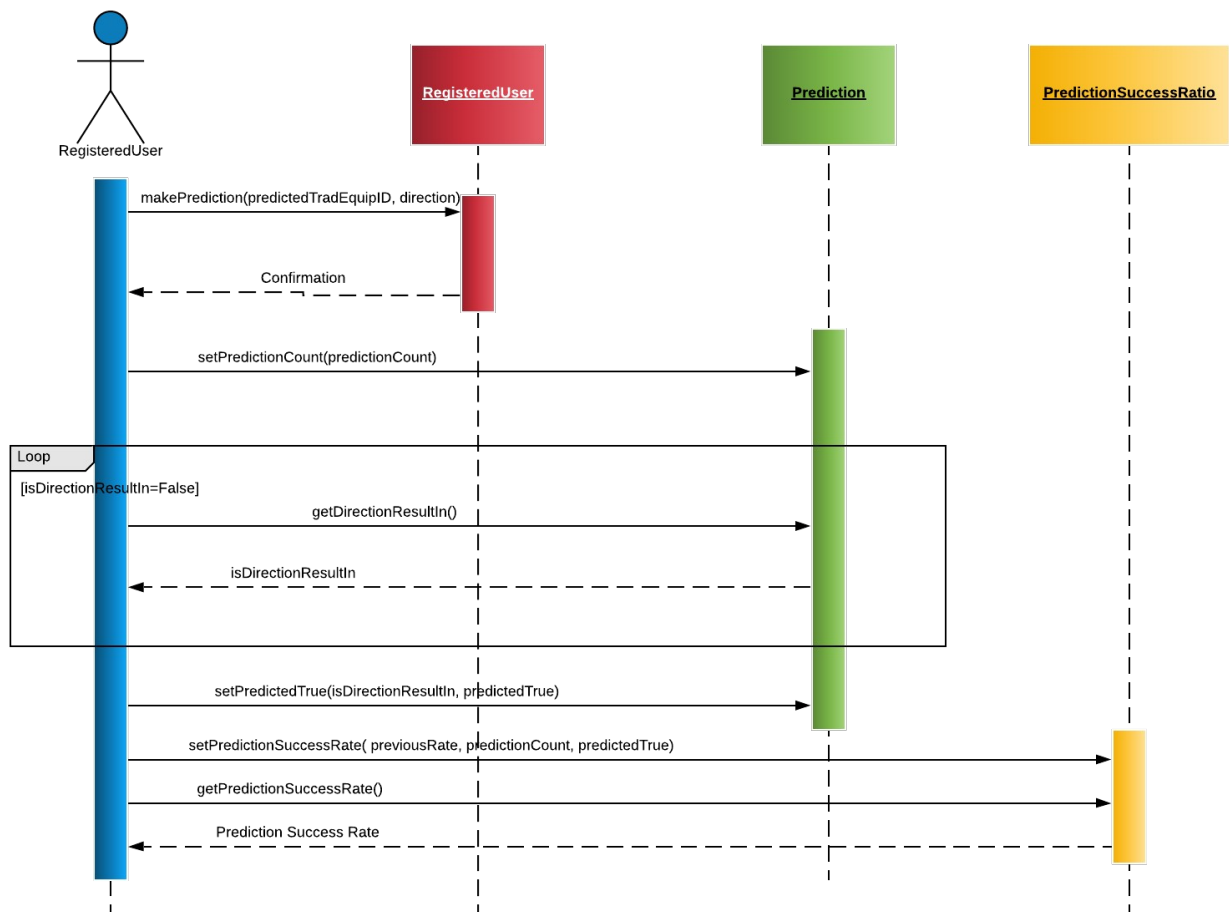 RegisteredUser
Prediction
PredictionSuccessRatio
RegisteredUser
makePrediction(predictedTradEquipID, direction)
Confirmation
setPredictionCount(predictionCount)
Loop
[isDirectionResultIn=False]
getDirectionResultIn()
isDirectionResultIn
setPredictedTrue(isDirectionResultIn, predictedTrue)
setPredictionSuccessRate( previousRate, predictionCount, predictedTrue)
getPredictionSuccessRate()
Prediction Success Rate